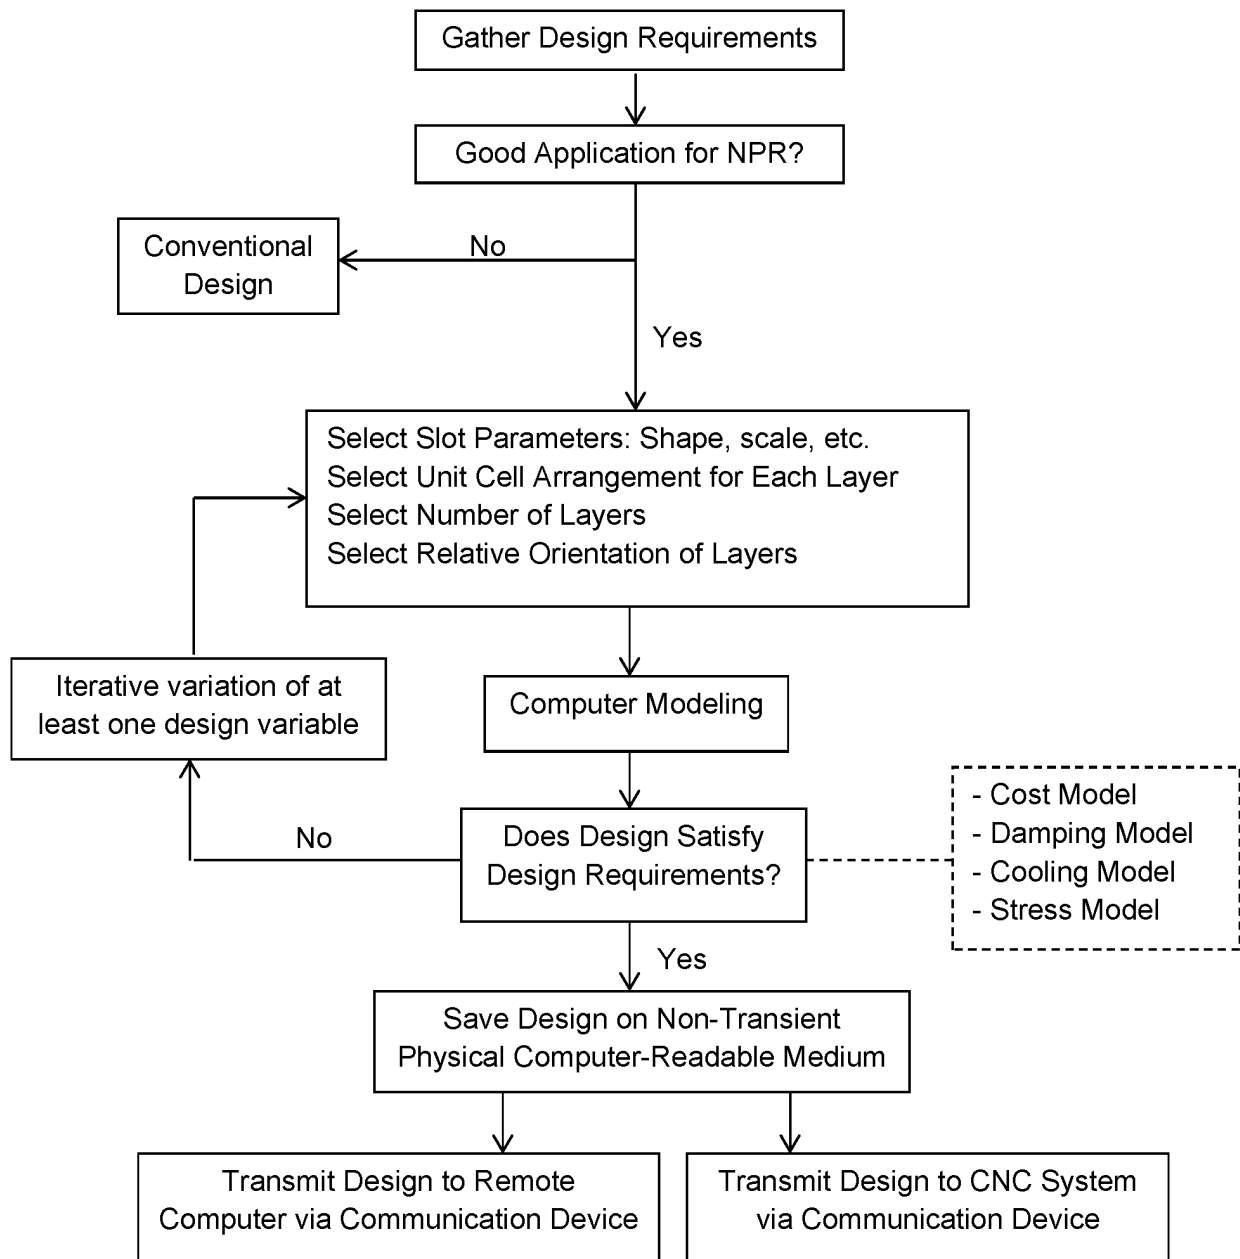 Gather Design Requirements
Good Application for NPR?
No
Conventional
Design
Yes
Select Slot Parameters: Shape, scale, etc.
Select Unit Cell Arrangement for Each Layer
Select Number of Layers
Select Relative Orientation of Layers
Iterative variation of at
least one design variable
Computer Modeling
No
Does Design Satisfy
Design Requirements?
- Cost Model
- Damping Model
- Cooling Model
- Stress Model
Yes
Save Design on Non-Transient
Physical Computer-Readable Medium
Transmit Design to Remote
Computer via Communication Device
Transmit Design to CNC System
via Communication Device